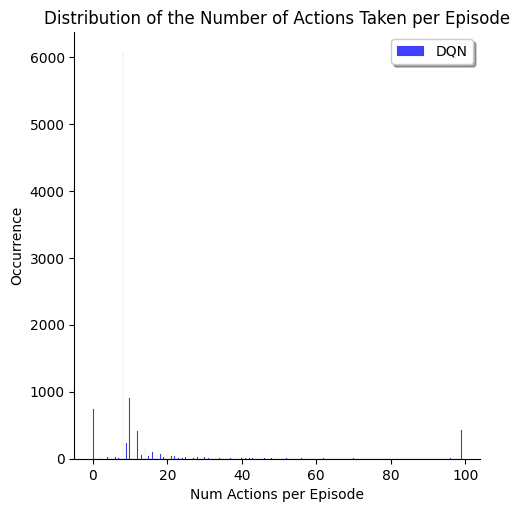 Distribution of the Number of Actions Taken per Episode
DQN
6000
5000
4000
3000
2000
1000
0
Occurrence
0 20 40 60 80 100
Num Actions per Episode